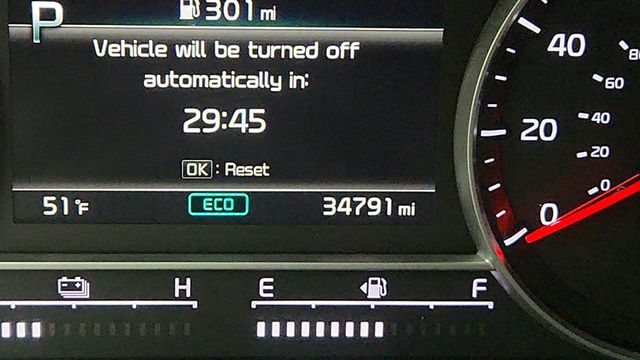 P
301 mi
Vehicle will be turned off
automatically in:
29:45
OK : Reset
51°F ECO 34791 mi
H E F
40
20
0
80
60
40
20
0